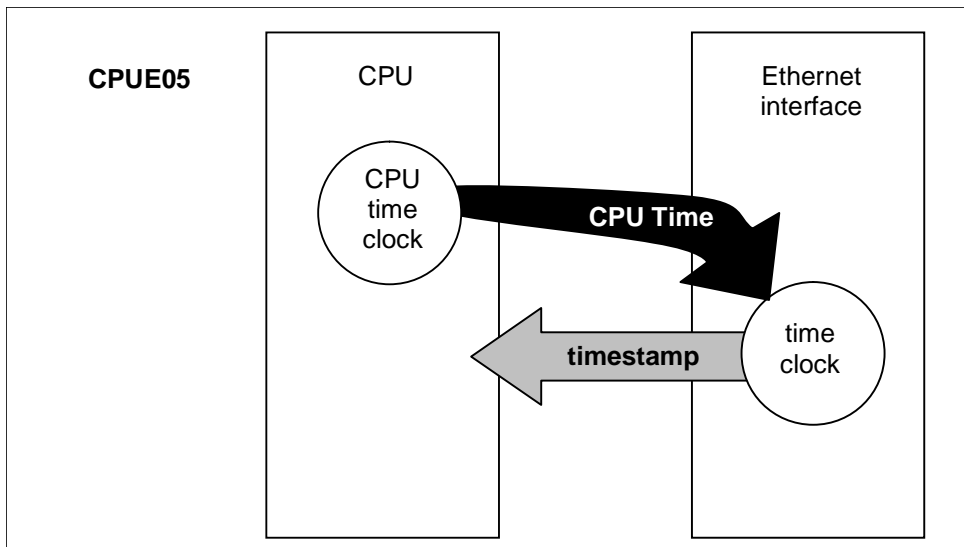 CPUE05
CPU
Ethernet
interface
CPU
time
clock
CPU Time
timestamp
time
clock